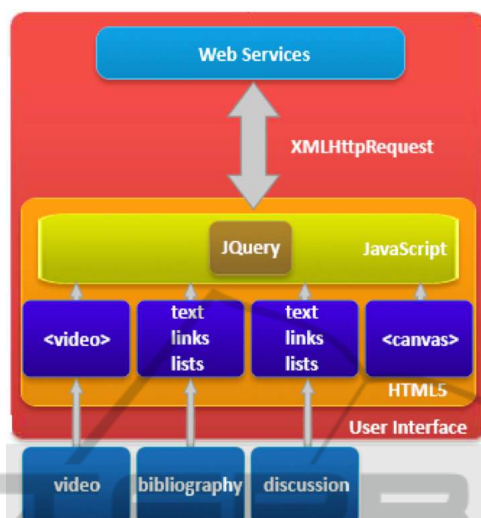 Web Services
XMLHttpRequest
JQuery
JavaScript
<video>
text
links
lists
text
links
lists
<canvas>
HTML5
User Interface
video
bibliography
discussion